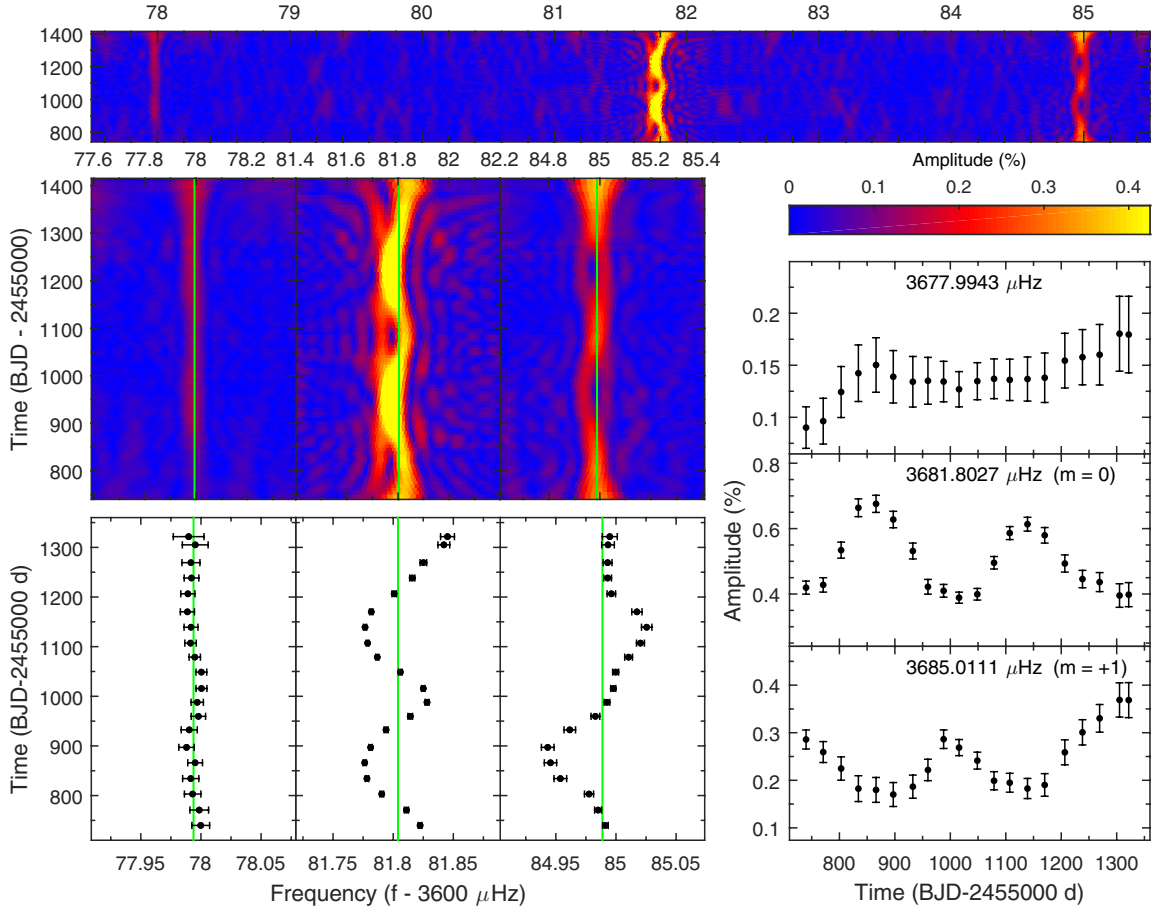 78 79 80 81 82 83 84 85
1400
1200
1000
800
77.6 77.8 78 78.2 81.4 81.6 81.8 82 82.2 84.8 85 85.2 85.4
Amplitude (%)
0 0.1 0.2 0.3 0.4
Time (BJD - 2455000)
1400
1300
1200
1100
1000
900
800
Time (BJD-2455000 d)
1300
1200
1100
1000
900
800
77.95 78 78.05 81.75 81.8 81.85 84.95 85 85.05
Frequency (f - 3600 μHz)
Amplitude (%)
3677.9943 μHz
0.2
0.15
0.1
3681.8027 μHz (m = 0)
0.8
0.6
0.4
3685.0111 μHz (m = +1)
0.4
0.3
0.2
0.1
800 900 1000 1100 1200 1300
Time (BJD-2455000 d)